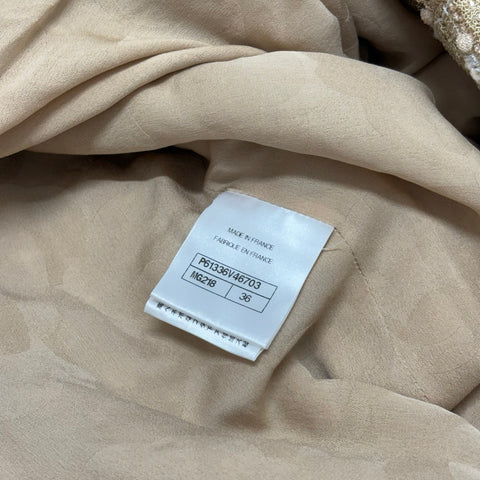 MADE IN FRANCE
FABRIQUE EN FRANCE
P61336V46703
MG218
36